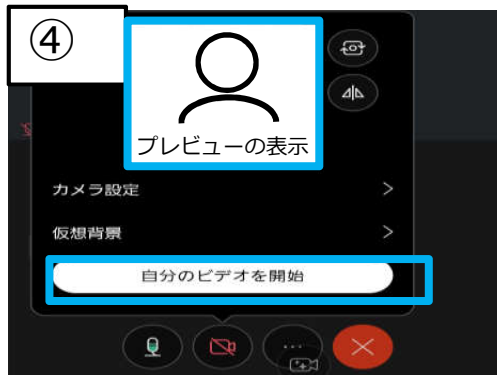 ④
プレビューの表示
カメラ設定
仮想背景
自分のビデオを開始